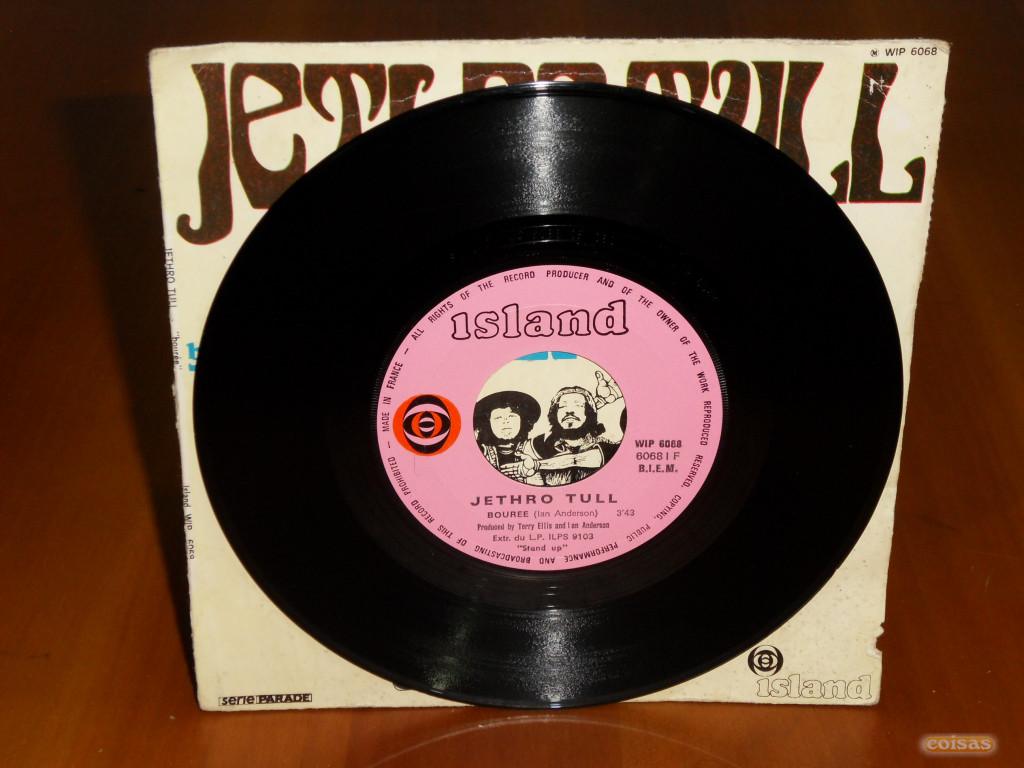 Ⓜ WIP 6068
JETHRO TULL
JETHRO TULL "bourée" Island WIP 6068
MADE IN FRANCE – ALL RIGHTS OF THE RECORD PRODUCER AND OF THE OWNER OF THE WORK REPRODUCED RESERVED. COPYING, PUBLIC PERFORMANCE AND BROADCASTING OF THIS RECORD PROHIBITED –
island
WIP 6068
6068 I F
B.I.E.M.
JETHRO TULL
BOUREE (Ian Anderson) 3'43
Produced by Terry Ellis and Ian Anderson
Extr. du L.P. ILPS 9103
"Stand up"
serie PARADE
island
coisas